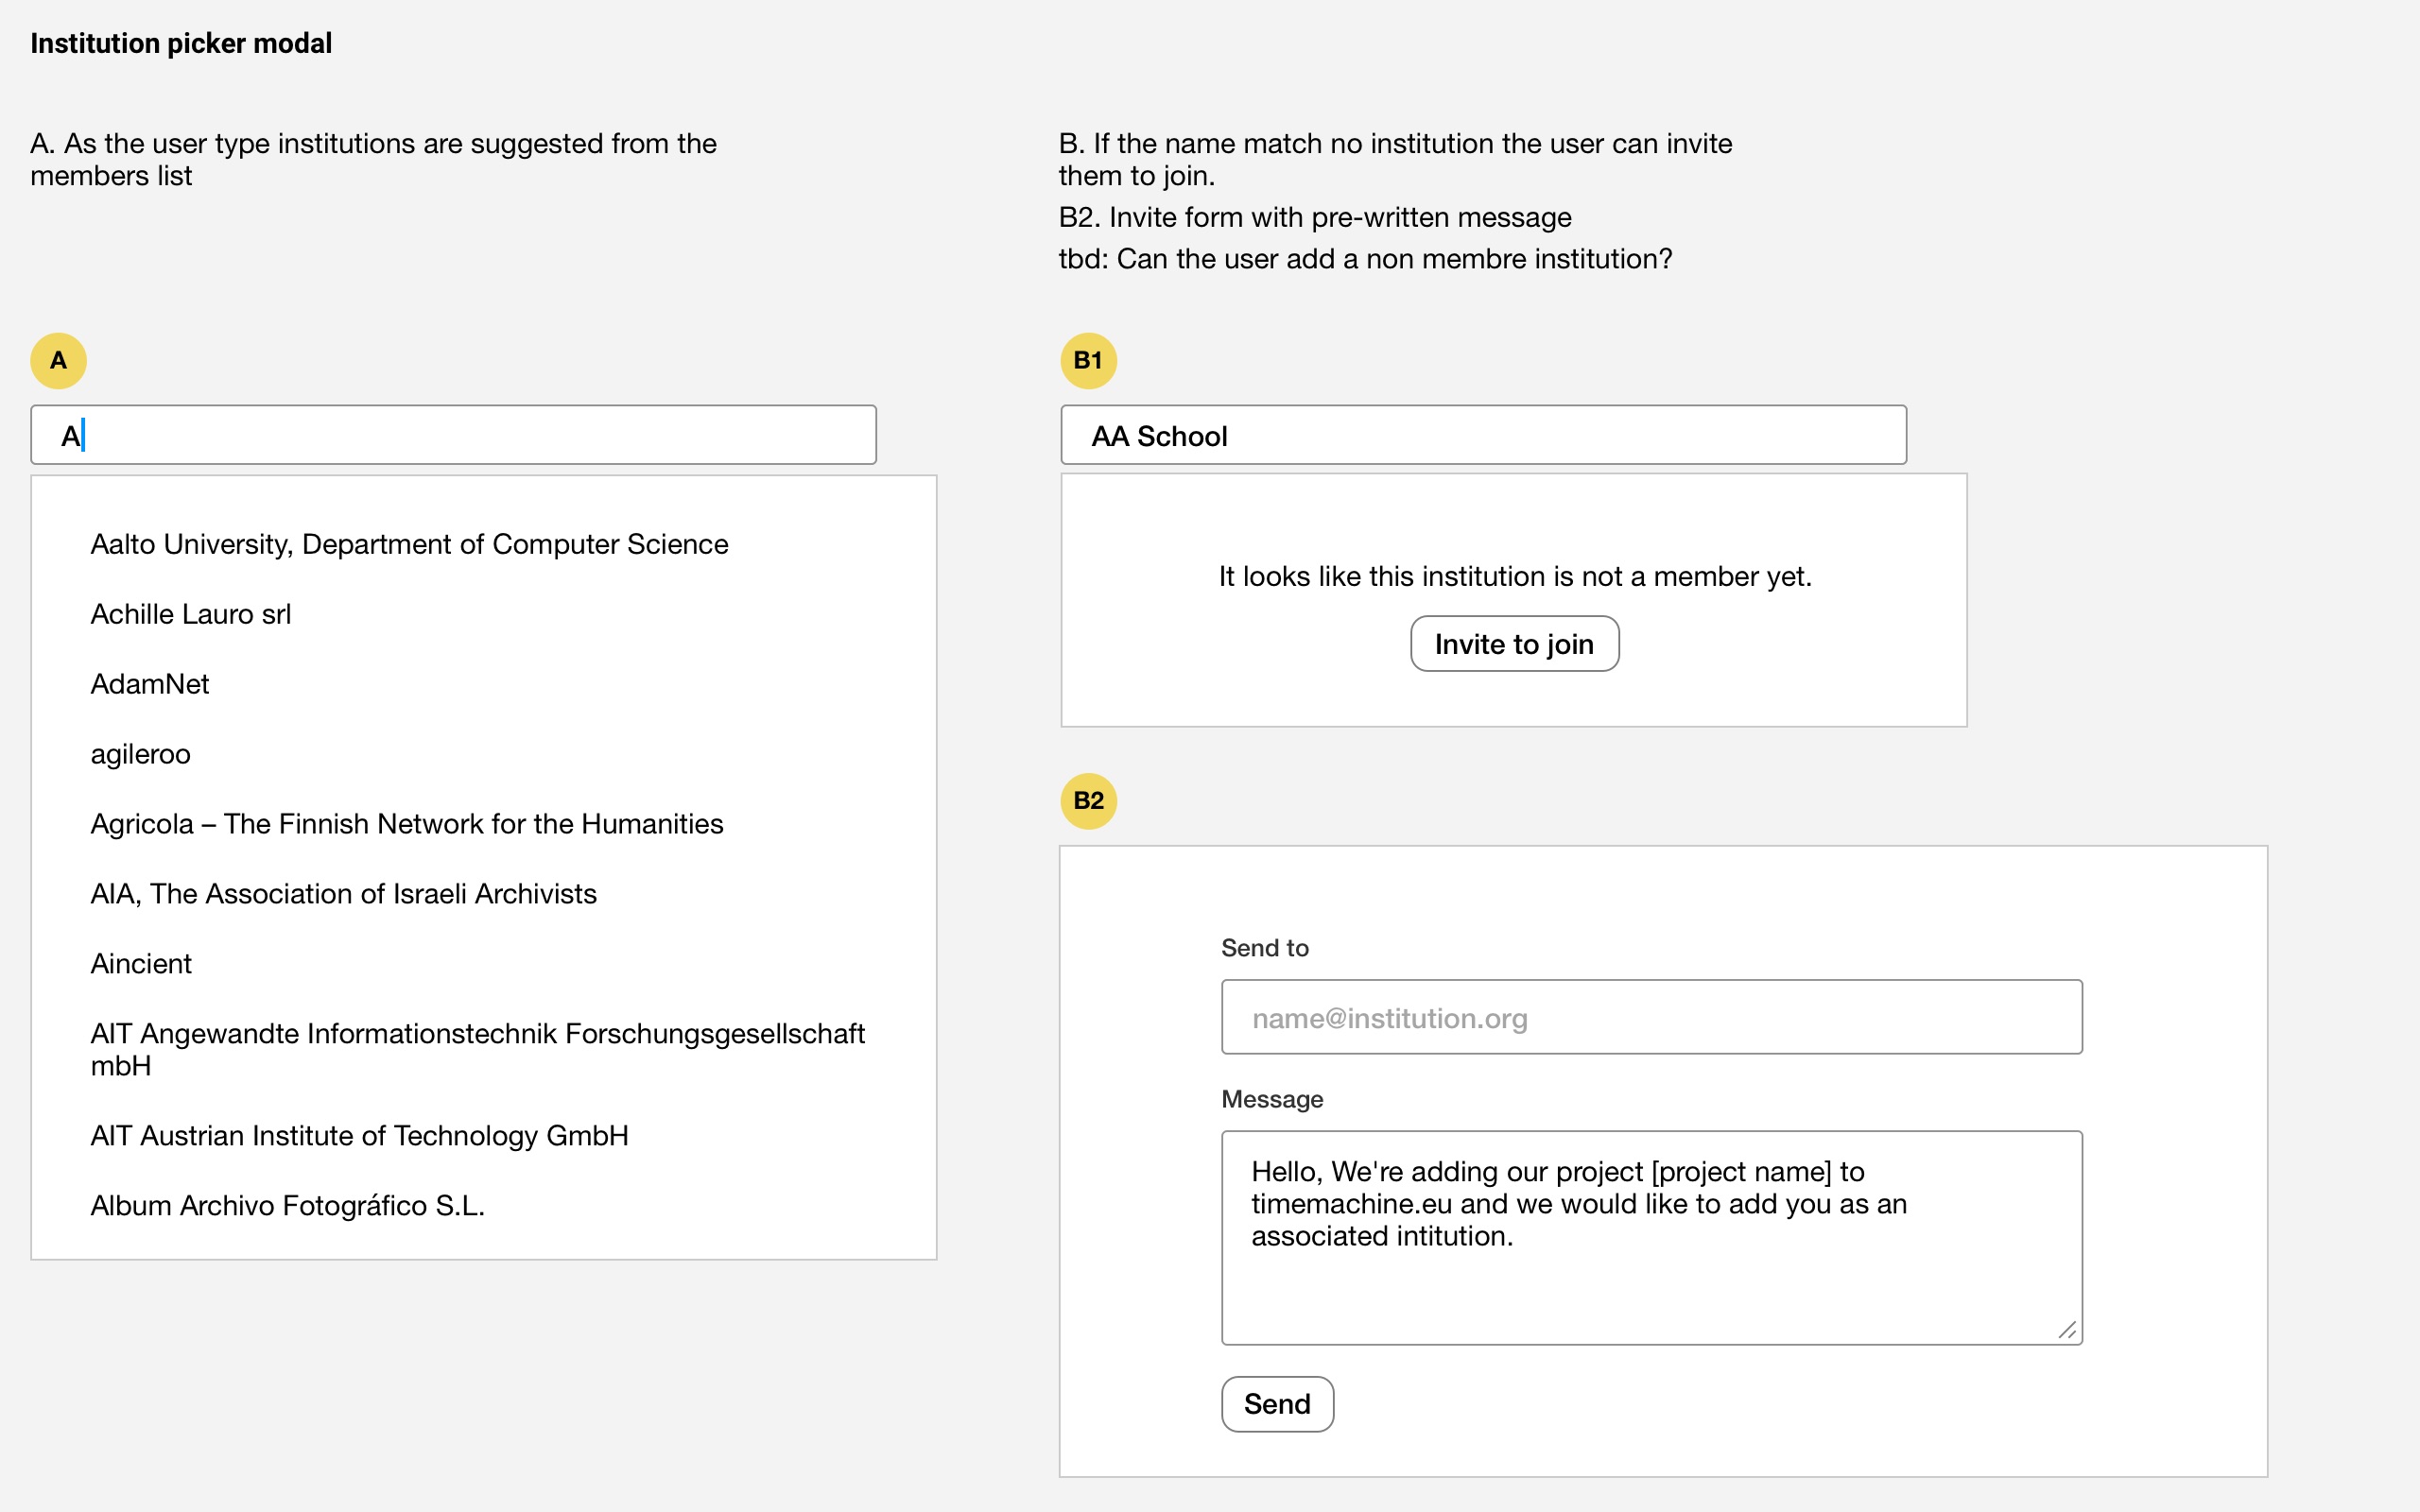 Institution picker modal
A. As the user type institutions are suggested from the
members list
B. If the name match no institution the user can invite
them to join.
B2. Invite form with pre-written message
tbd: Can the user add a non membre institution?
A
A
Aalto University, Department of Computer Science
Achille Lauro srl
AdamNet
agileroo
Agricola – The Finnish Network for the Humanities
AIA, The Association of Israeli Archivists
Aincient
AIT Angewandte Informationstechnik Forschungsgesellschaft
mbH
AIT Austrian Institute of Technology GmbH
Album Archivo Fotográfico S.L.
B1
AA School
It looks like this institution is not a member yet.
Invite to join
B2
Send to
name@institution.org
Message
Hello, We're adding our project [project name] to
timemachine.eu and we would like to add you as an
associated intitution.
Send